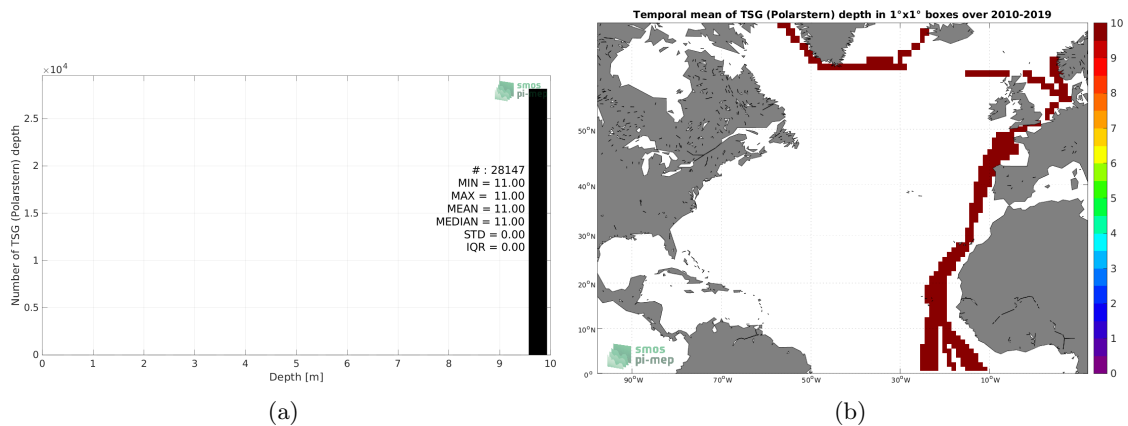 ×10⁴
2.5
2
1.5
1
0.5
0
0 1 2 3 4 5 6 7 8 9 10
Number of TSG (Polarstern) depth
Depth [m]
smos
pi-mep
# : 28147
MIN = 11.00
MAX = 11.00
MEAN = 11.00
MEDIAN = 11.00
STD = 0.00
IQR = 0.00
(a)
Temporal mean of TSG (Polarstern) depth in 1°x1° boxes over 2010-2019
50°N
40°N
30°N
20°N
10°N
0°
90°W 70°W 50°W 30°W 10°W
smos
pi-mep
10
9
8
7
6
5
4
3
2
1
0
(b)